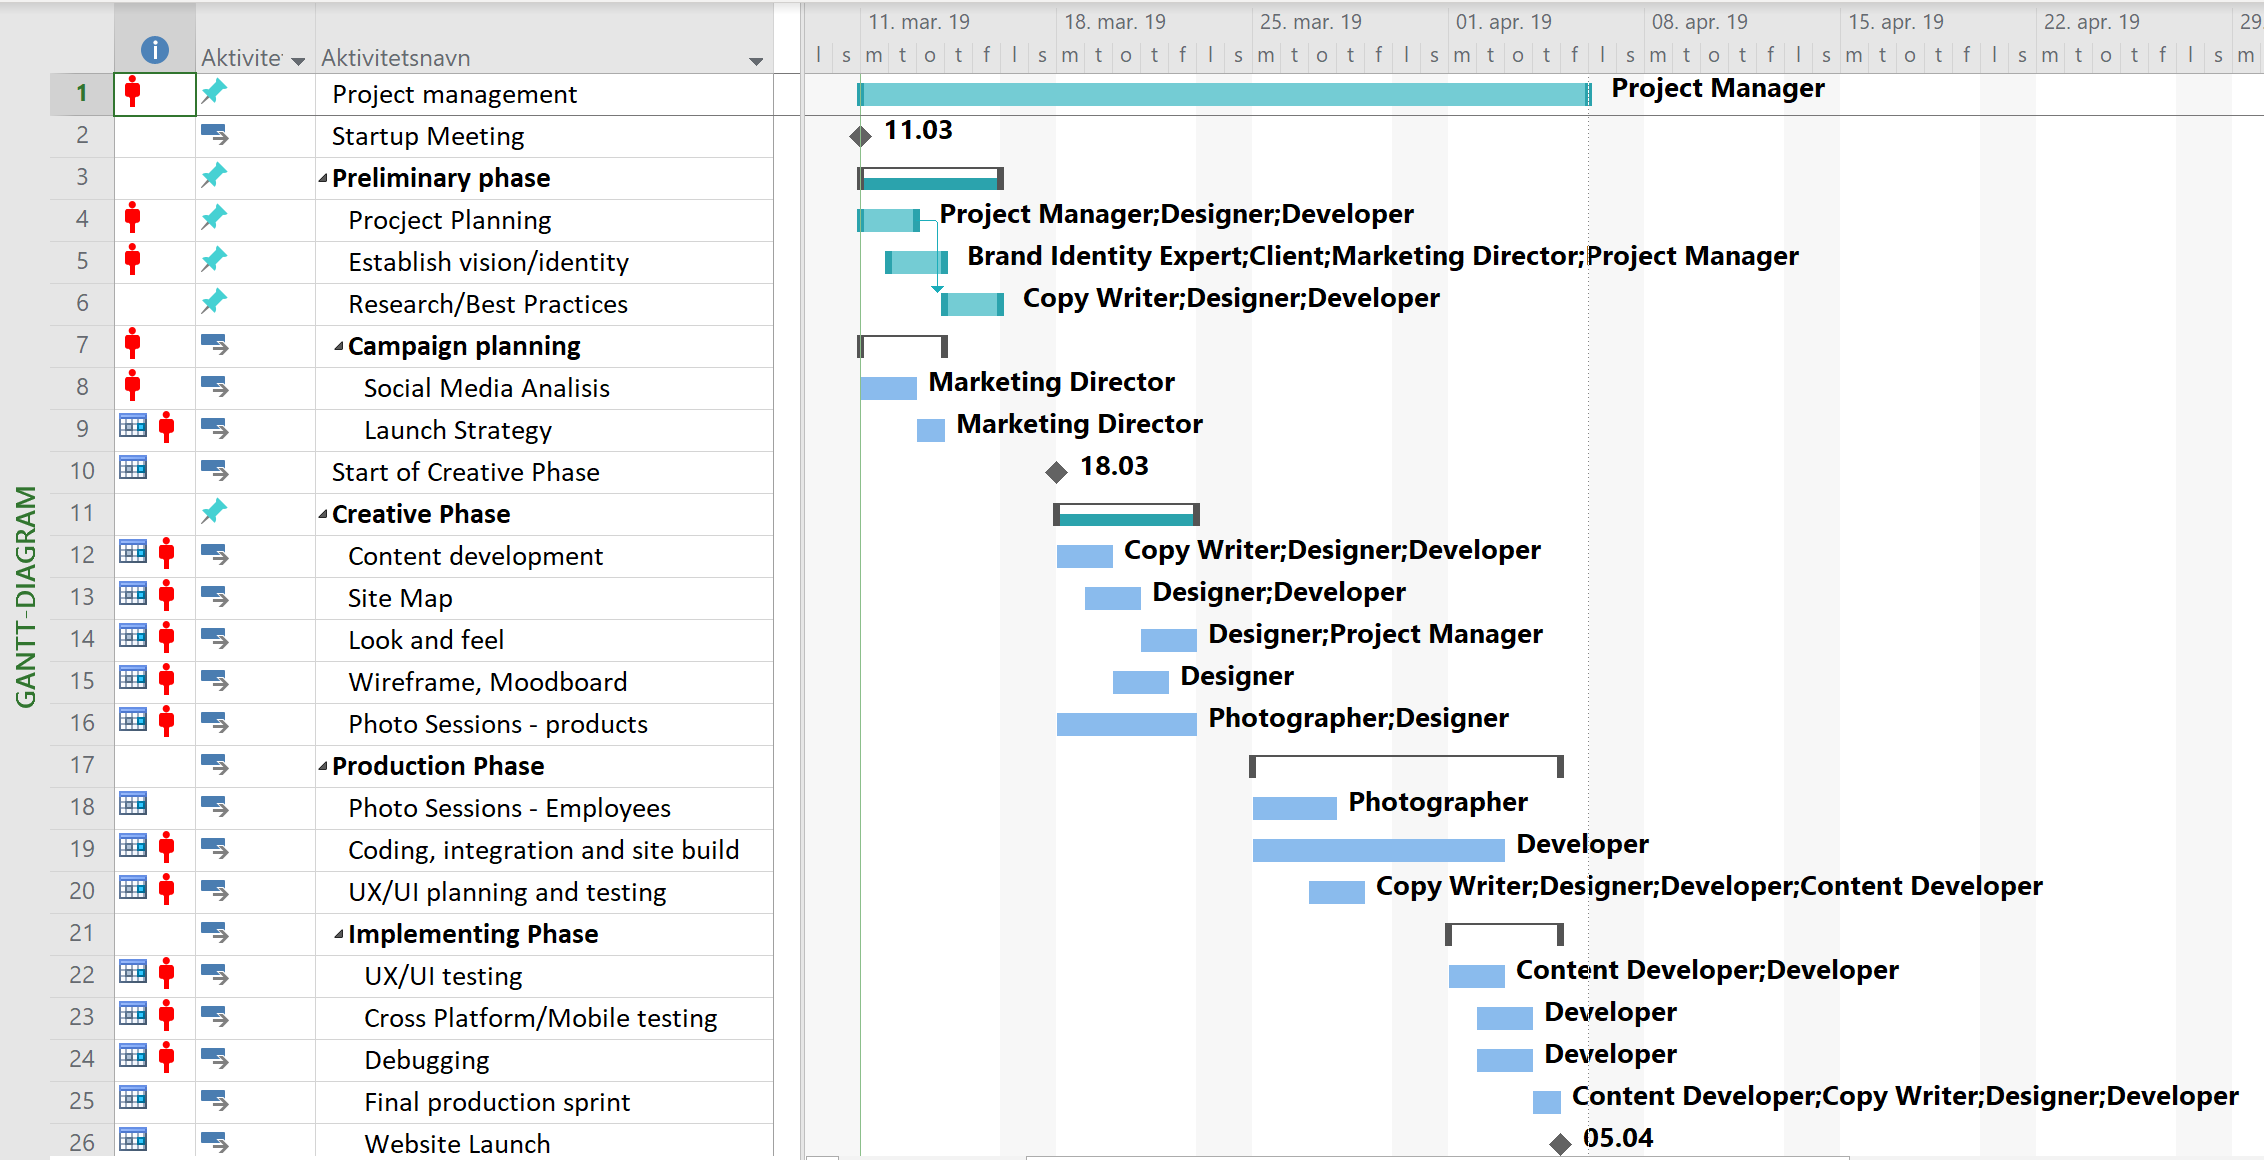 11. mar. 19 18. mar. 19 25. mar. 19 01. apr. 19 08. apr. 19 15. apr. 19 22. apr. 19 29.
i Aktivite Aktivitetsnavn l s m t o t f l s m t o t f l s m t o t f l s m t o t f l s m t o t f l s m t o t f l s m t o t f l s m
1 Project management Project Manager
2 Startup Meeting 11.03
3 Preliminary phase
4 Procject Planning Project Manager;Designer;Developer
5 Establish vision/identity Brand Identity Expert;Client;Marketing Director;Project Manager
6 Research/Best Practices Copy Writer;Designer;Developer
7 Campaign planning
8 Social Media Analisis Marketing Director
9 Launch Strategy Marketing Director
10 Start of Creative Phase 18.03
11 Creative Phase
12 Content development Copy Writer;Designer;Developer
13 Site Map Designer;Developer
14 Look and feel Designer;Project Manager
15 Wireframe, Moodboard Designer
16 Photo Sessions - products Photographer;Designer
17 Production Phase
18 Photo Sessions - Employees Photographer
19 Coding, integration and site build Developer
20 UX/UI planning and testing Copy Writer;Designer;Developer;Content Developer
21 Implementing Phase
22 UX/UI testing Content Developer;Developer
23 Cross Platform/Mobile testing Developer
24 Debugging Developer
25 Final production sprint Content Developer;Copy Writer;Designer;Developer
26 Website Launch 05.04
GANTT-DIAGRAM